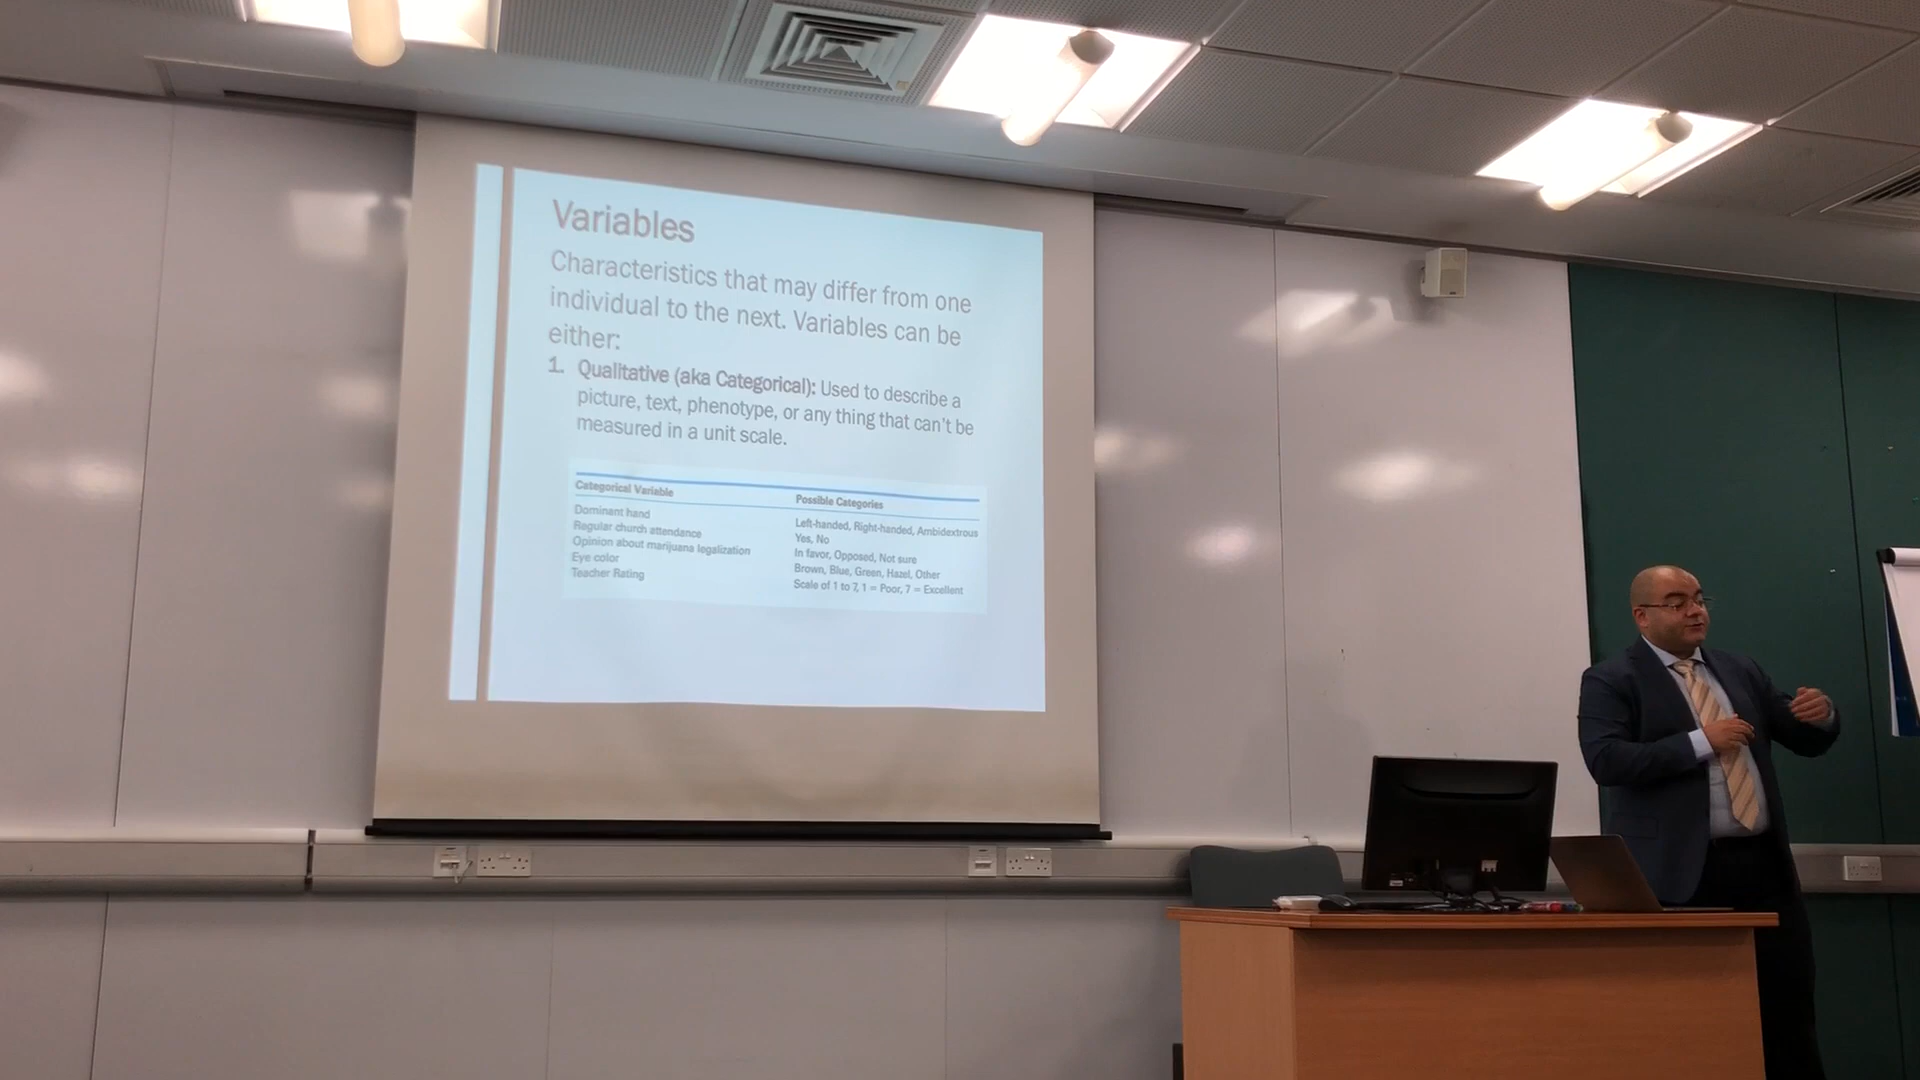 Variables
Characteristics that may differ from one
individual to the next. Variables can be
either:
1. Qualitative (aka Categorical): Used to describe a
picture, text, phenotype, or any thing that can't be
measured in a unit scale.
Categorical Variable Possible Categories
Dominant hand Left-handed, Right-handed, Ambidextrous
Regular church attendance Yes, No
Opinion about marijuana legalization In favor, Opposed, Not sure
Eye color Brown, Blue, Green, Hazel, Other
Teacher Rating Scale of 1 to 7, 1 = Poor, 7 = Excellent